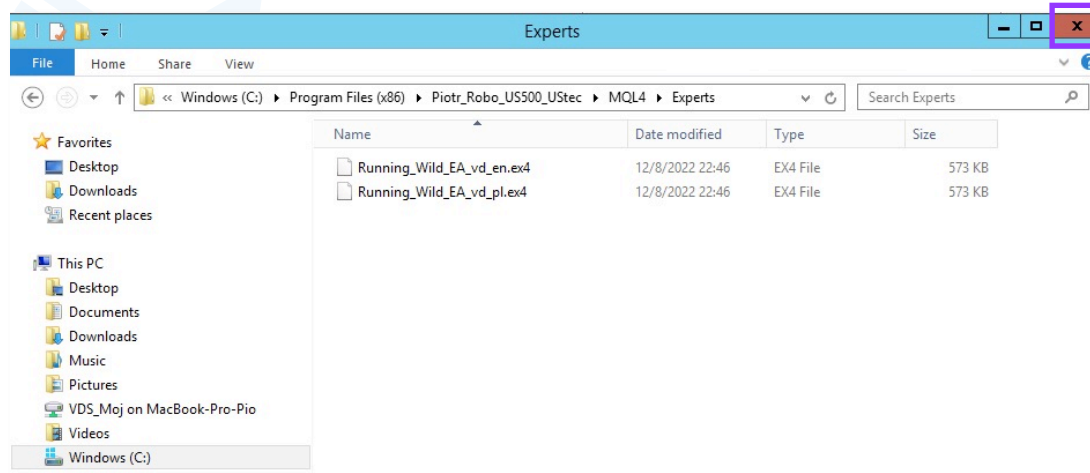 Experts
File Home Share View
« Windows (C:) Program Files (x86) Piotr_Robo_US500_UStec MQL4 Experts Search Experts
Name Date modified Type Size
Favorites
Desktop
Downloads
Recent places
Running_Wild_EA_vd_en.ex4 12/8/2022 22:46 EX4 File 573 KB
Running_Wild_EA_vd_pl.ex4 12/8/2022 22:46 EX4 File 573 KB
This PC
Desktop
Documents
Downloads
Music
Pictures
VDS_Moj on MacBook-Pro-Pio
Videos
Windows (C:)